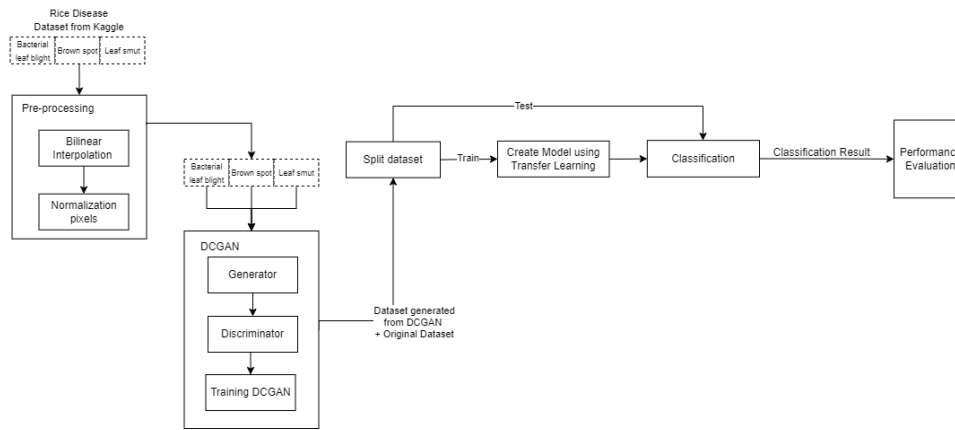 Rice Disease
Dataset from Kaggle
Bacterial
leaf blight
Brown spot
Leaf smut
Pre-processing
Bilinear
Interpolation
Normalization
pixels
Bacterial
leaf blight
Brown spot
Leaf smut
DCGAN
Generator
Discriminator
Training DCGAN
Dataset generated
from DCGAN
+ Original Dataset
Split dataset
Test
Train
Create Model using
Transfer Learning
Classification
Classification Result
Performance
Evaluation